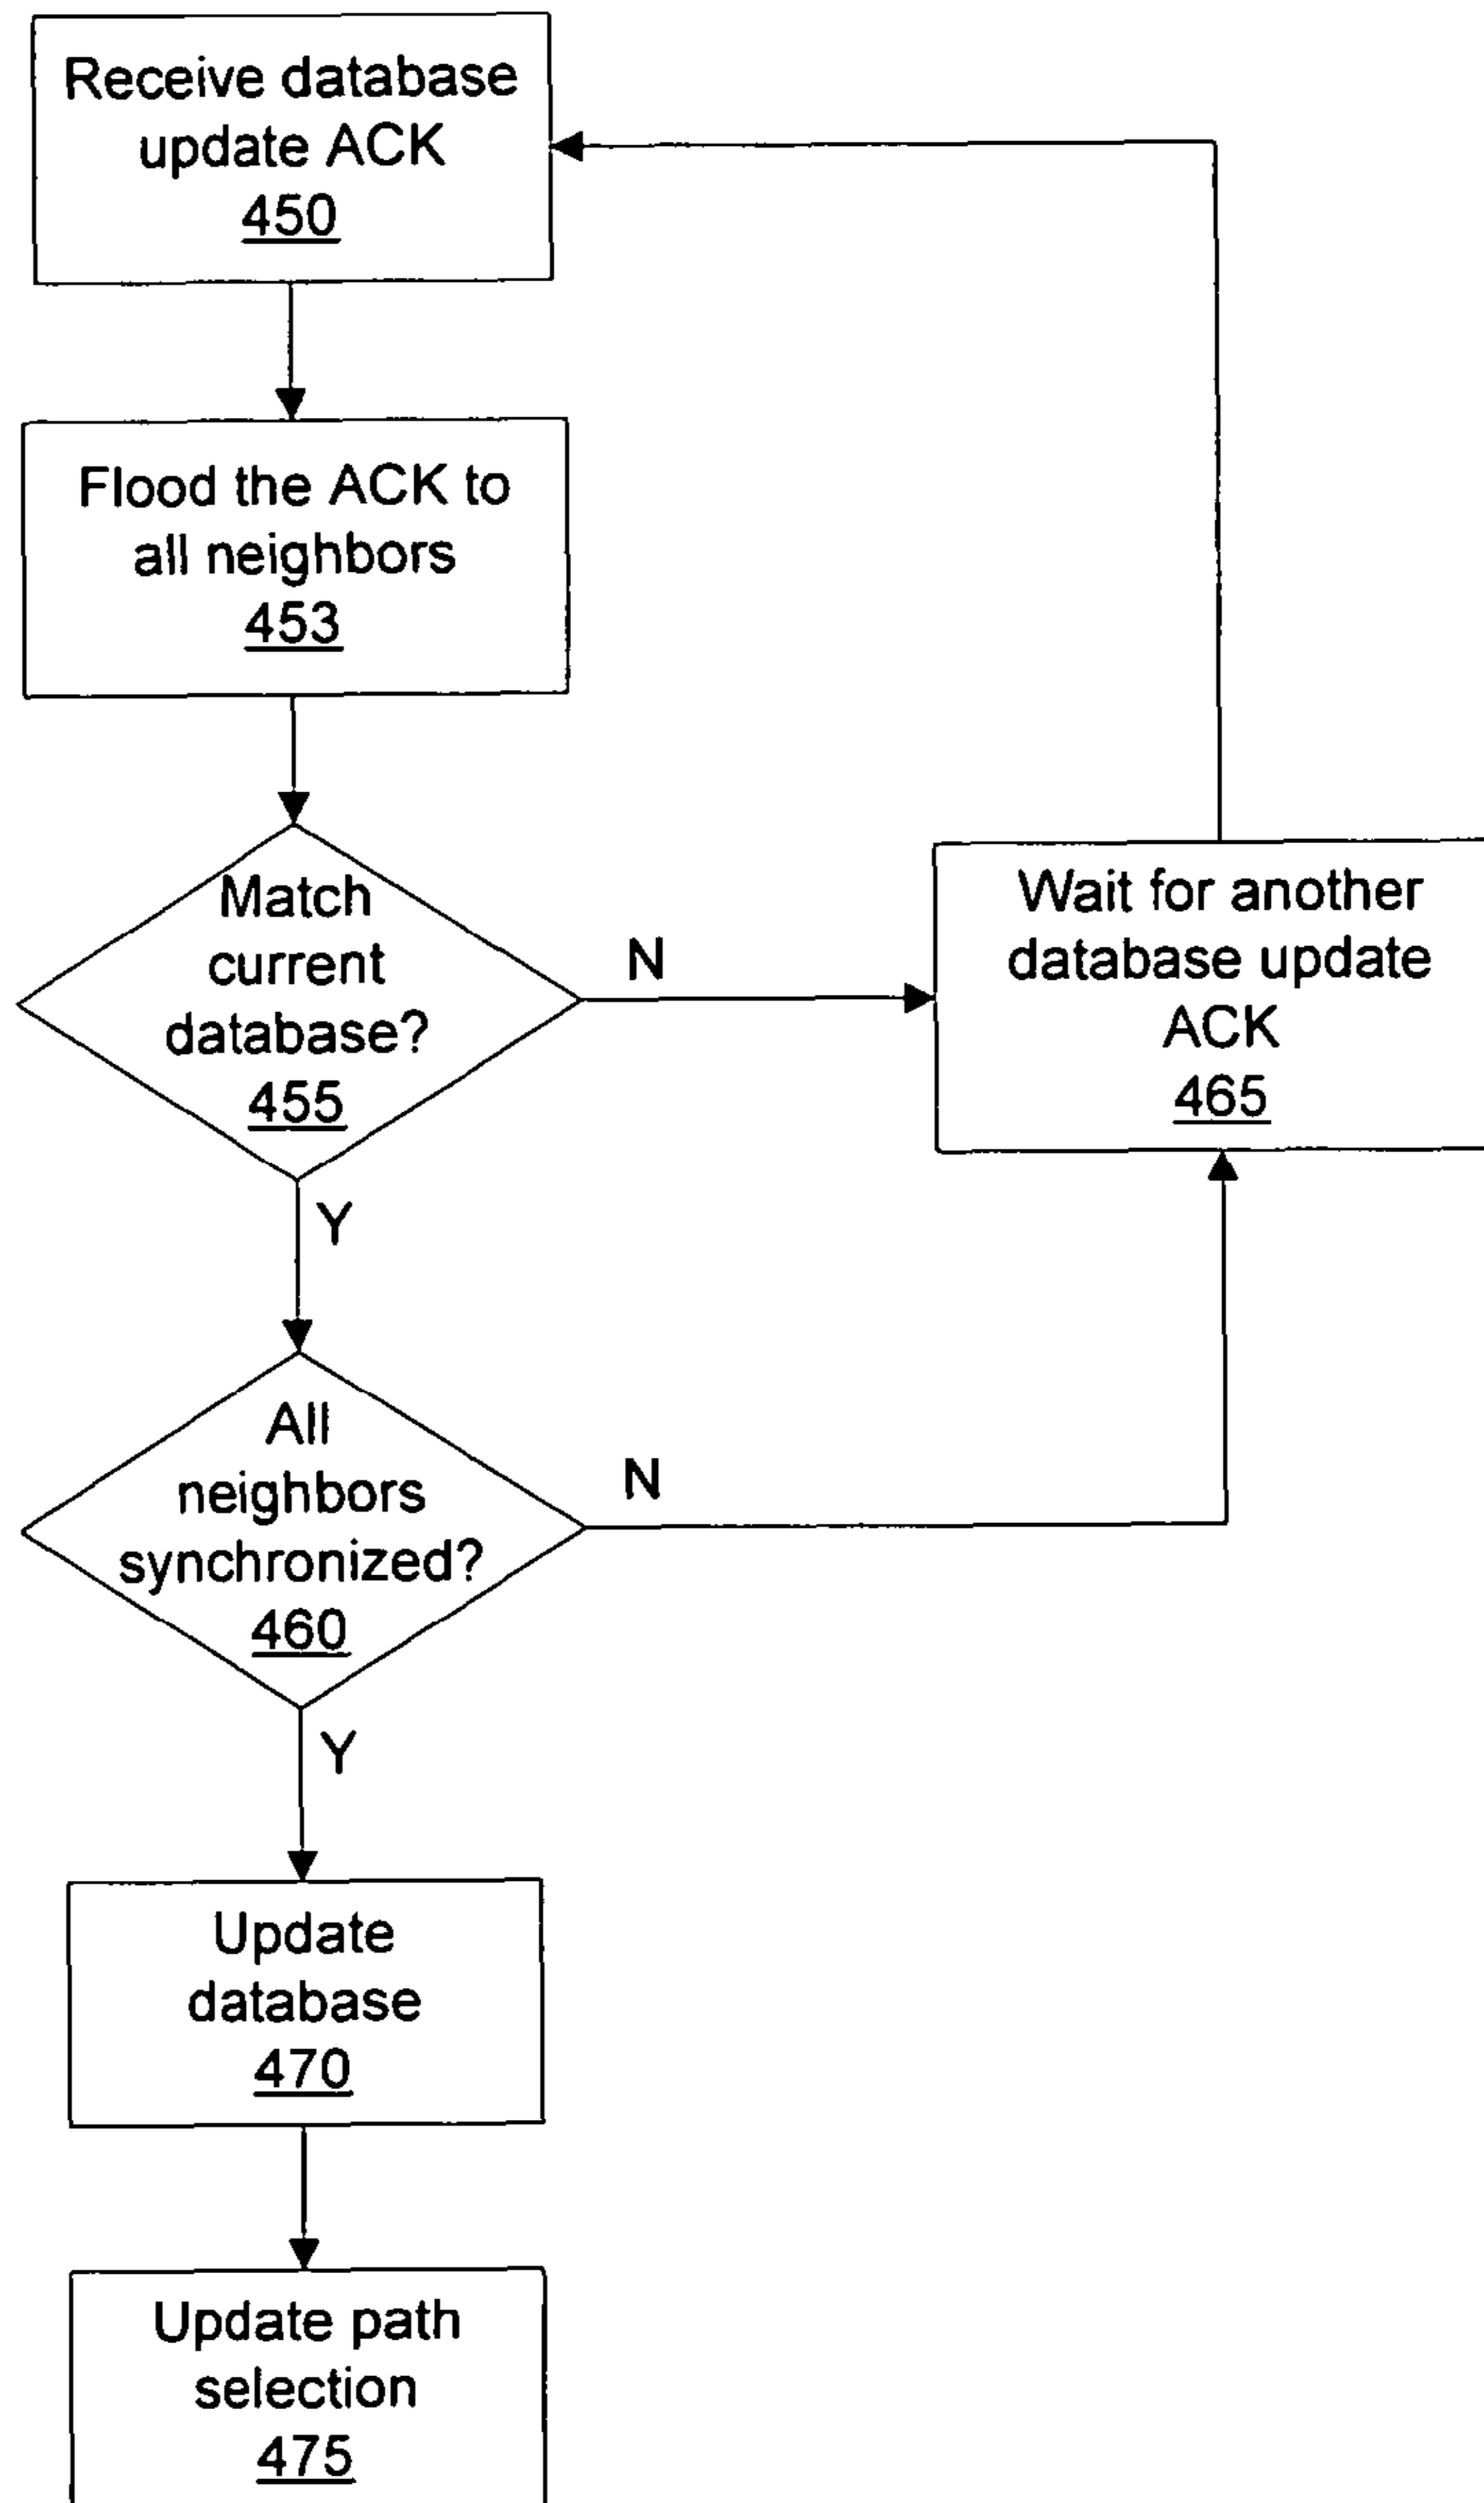 Receive database
update ACK
450
Flood the ACK to
all neighbors
453
Match
current
database?
455
N
Wait for another
database update
ACK
465
Y
All
neighbors
synchronized?
460
N
Y
Update
database
470
Update path
selection
475